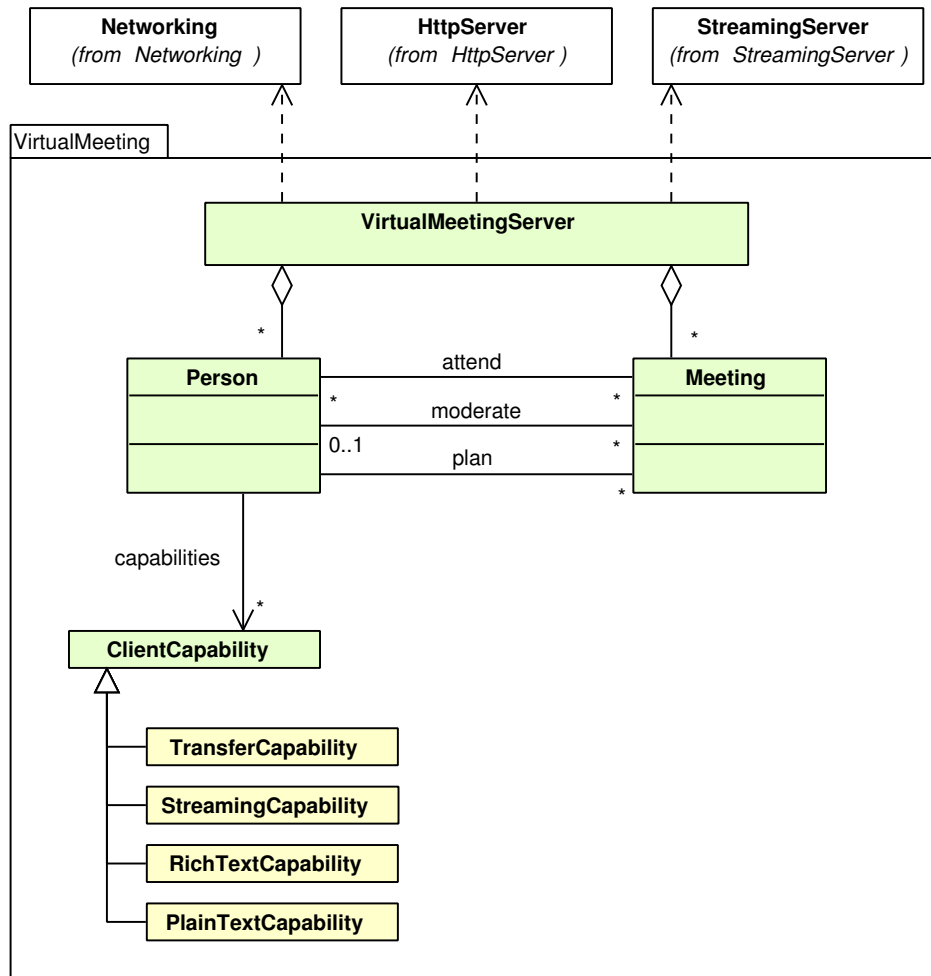 Networking
(from Networking )
HttpServer
(from HttpServer )
StreamingServer
(from StreamingServer )
VirtualMeeting
VirtualMeetingServer
*
*
Person
attend
Meeting
*
*
moderate
0..1
*
plan
*
capabilities
*
ClientCapability
TransferCapability
StreamingCapability
RichTextCapability
PlainTextCapability